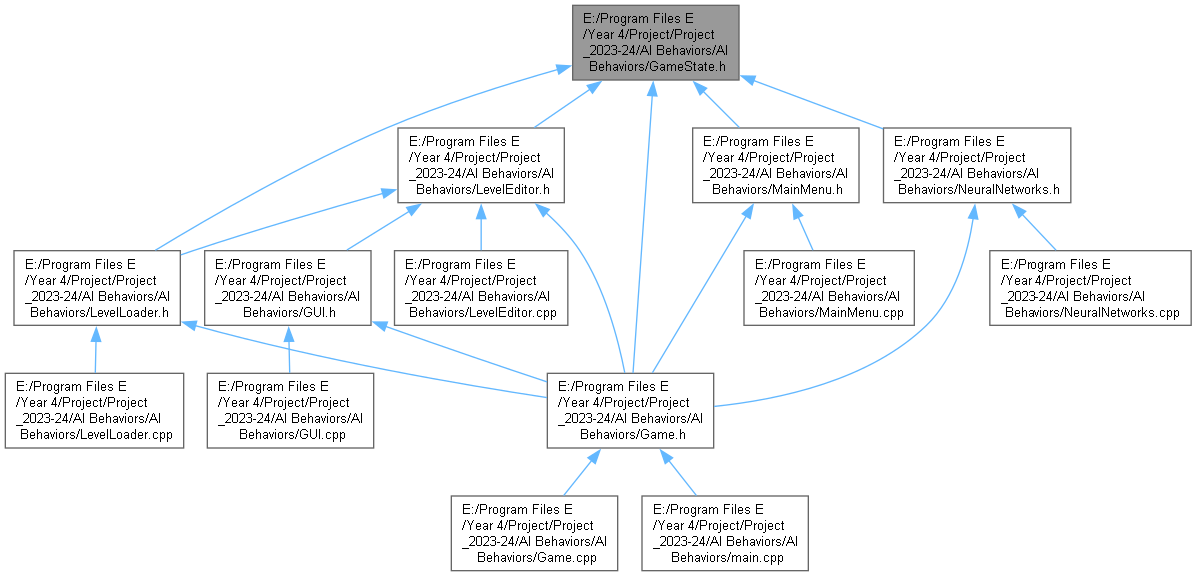 E:/Program Files E
/Year 4/Project/Project
_2023-24/AI Behaviors/AI
Behaviors/GameState.h
E:/Program Files E
/Year 4/Project/Project
_2023-24/AI Behaviors/AI
Behaviors/LevelEditor.h
E:/Program Files E
/Year 4/Project/Project
_2023-24/AI Behaviors/AI
Behaviors/MainMenu.h
E:/Program Files E
/Year 4/Project/Project
_2023-24/AI Behaviors/AI
Behaviors/NeuralNetworks.h
E:/Program Files E
/Year 4/Project/Project
_2023-24/AI Behaviors/AI
Behaviors/LevelLoader.h
E:/Program Files E
/Year 4/Project/Project
_2023-24/AI Behaviors/AI
Behaviors/GUI.h
E:/Program Files E
/Year 4/Project/Project
_2023-24/AI Behaviors/AI
Behaviors/LevelEditor.cpp
E:/Program Files E
/Year 4/Project/Project
_2023-24/AI Behaviors/AI
Behaviors/MainMenu.cpp
E:/Program Files E
/Year 4/Project/Project
_2023-24/AI Behaviors/AI
Behaviors/NeuralNetworks.cpp
E:/Program Files E
/Year 4/Project/Project
_2023-24/AI Behaviors/AI
Behaviors/LevelLoader.cpp
E:/Program Files E
/Year 4/Project/Project
_2023-24/AI Behaviors/AI
Behaviors/GUI.cpp
E:/Program Files E
/Year 4/Project/Project
_2023-24/AI Behaviors/AI
Behaviors/Game.h
E:/Program Files E
/Year 4/Project/Project
_2023-24/AI Behaviors/AI
Behaviors/Game.cpp
E:/Program Files E
/Year 4/Project/Project
_2023-24/AI Behaviors/AI
Behaviors/main.cpp